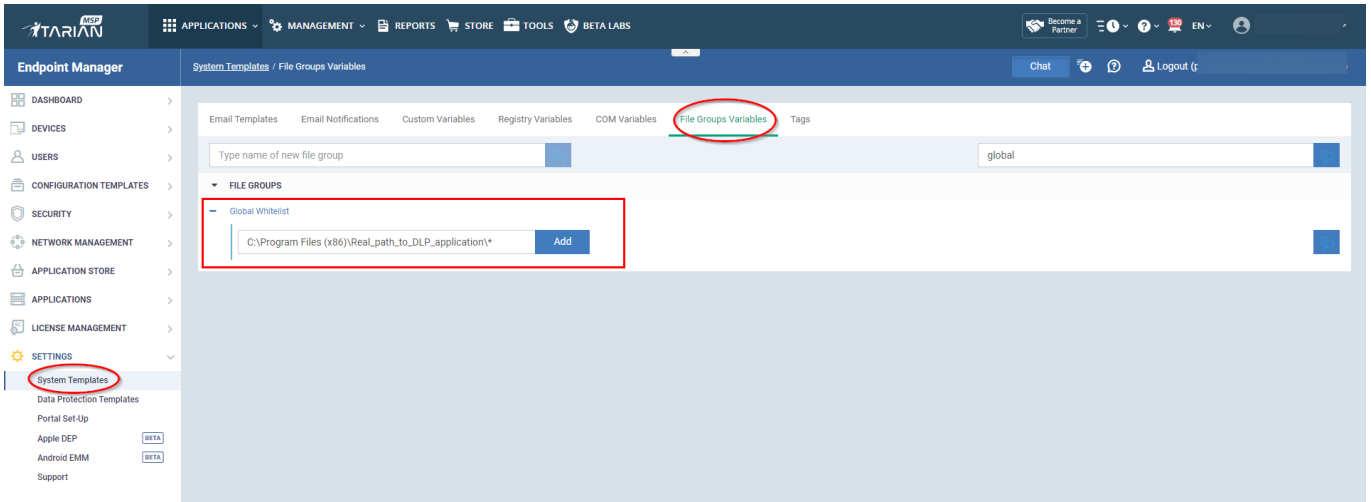 MSP
ITARIAN
APPLICATIONS
MANAGEMENT
REPORTS
STORE
TOOLS
BETA LABS
Become a
Partner
130
EN
Endpoint Manager
System Templates / File Groups Variables
Chat
Logout (
DASHBOARD
DEVICES
USERS
CONFIGURATION TEMPLATES
SECURITY
NETWORK MANAGEMENT
APPLICATION STORE
APPLICATIONS
LICENSE MANAGEMENT
SETTINGS
System Templates
Data Protection Templates
Portal Set-Up
Apple DEP BETA
Android EMM BETA
Support
Email Templates
Email Notifications
Custom Variables
Registry Variables
COM Variables
File Groups Variables
Tags
Type name of new file group
global
FILE GROUPS
Global Whitelist
C:\Program Files (x86)\Real_path_to_DLP_application\*
Add